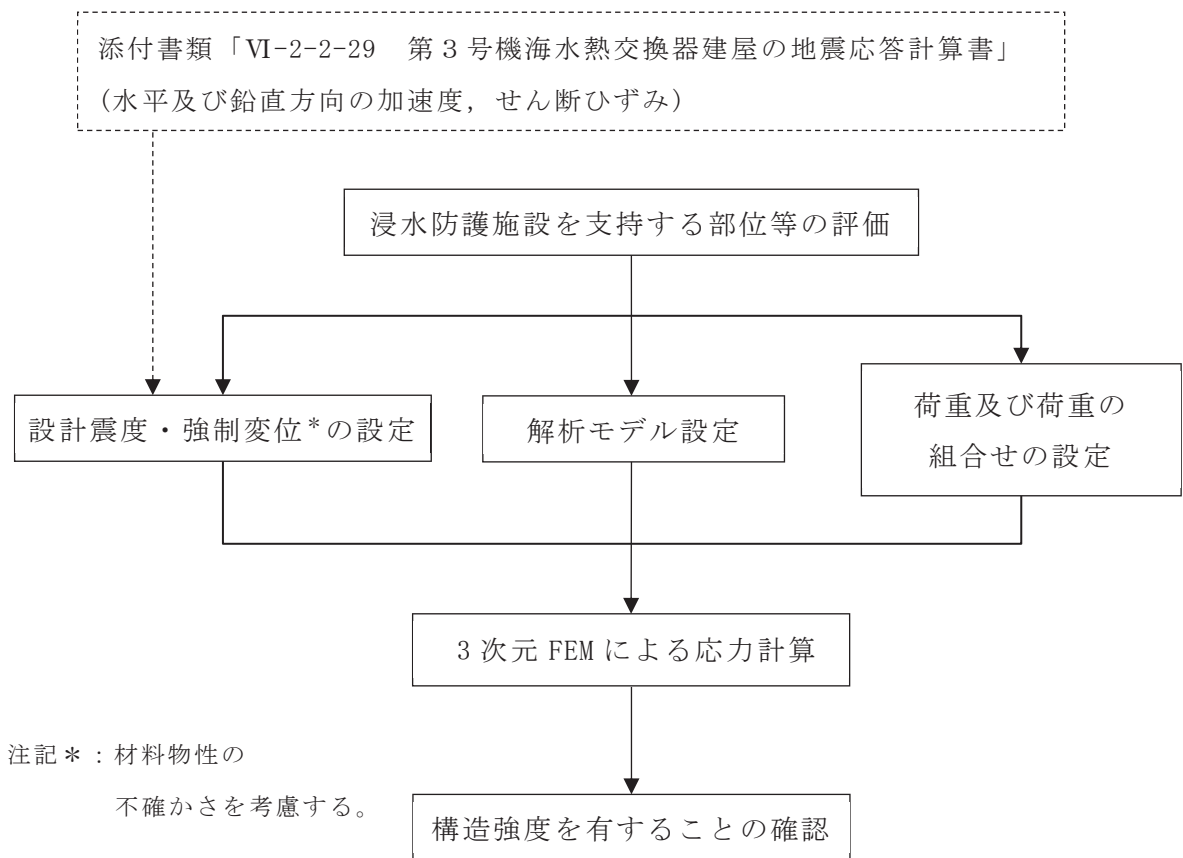 添付書類「Ⅵ-2-2-29　第３号機海水熱交換器建屋の地震応答計算書」
(水平及び鉛直方向の加速度，せん断ひずみ)
浸水防護施設を支持する部位等の評価
設計震度・強制変位*の設定
解析モデル設定
荷重及び荷重の
組合せの設定
３次元 FEM による応力計算
注記＊：材料物性の
不確かさを考慮する。
構造強度を有することの確認